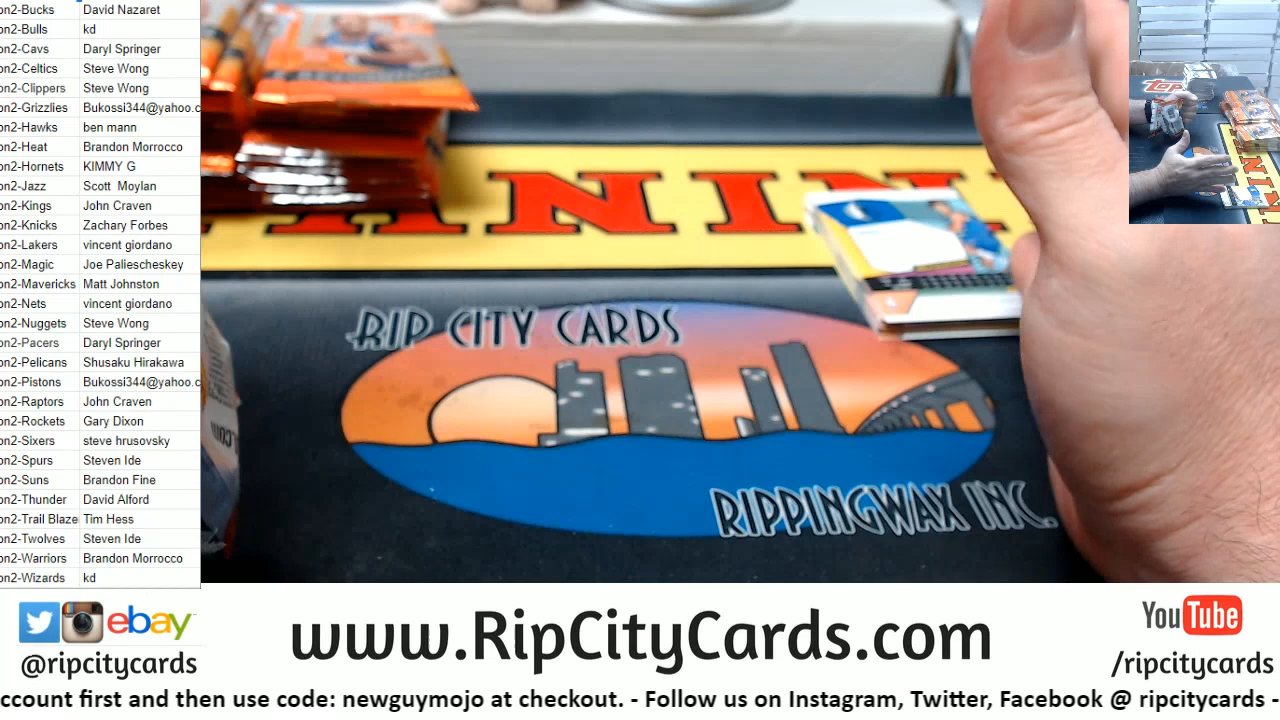 on2-Bucks David Nazaret
on2-Bulls kd
on2-Cavs Daryl Springer
on2-Celtics Steve Wong
on2-Clippers Steve Wong
on2-Grizzlies Bukossi344@yahoo.c
on2-Hawks ben mann
on2-Heat Brandon Morrocco
on2-Hornets KIMMY G
on2-Jazz Scott Moylan
on2-Kings John Craven
on2-Knicks Zachary Forbes
on2-Lakers vincent giordano
on2-Magic Joe Paliescheskey
on2-Mavericks Matt Johnston
on2-Nets vincent giordano
on2-Nuggets Steve Wong
on2-Pacers Daryl Springer
on2-Pelicans Shusaku Hirakawa
on2-Pistons Bukossi344@yahoo.c
on2-Raptors John Craven
on2-Rockets Gary Dixon
on2-Sixers steve hrusovsky
on2-Spurs Steven Ide
on2-Suns Brandon Fine
on2-Thunder David Alford
on2-Trail Blaze Tim Hess
on2-Twolves Steven Ide
on2-Warriors Brandon Morrocco
on2-Wizards kd
NINI
RIP CITY CARDS
RIPPINGWAX INC.
ebay
@ripcitycards
www.RipCityCards.com
YouTube
/ripcitycards
ccount first and then use code: newguymojo at checkout. - Follow us on Instagram, Twitter, Facebook @ ripcitycards -